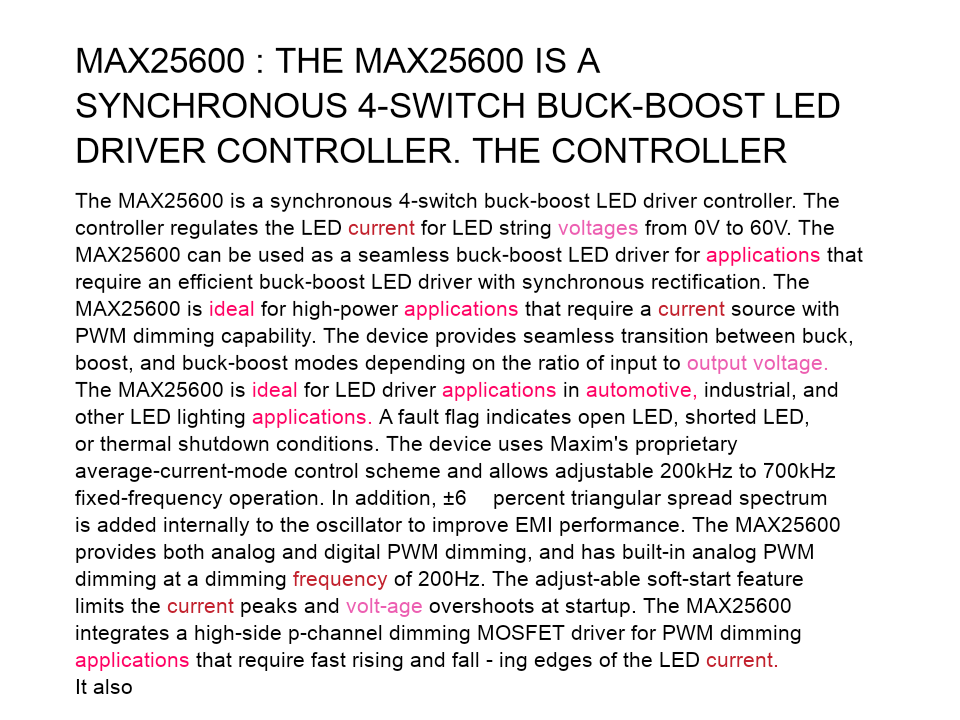 MAX25600 : THE MAX25600 IS A
SYNCHRONOUS 4-SWITCH BUCK-BOOST LED
DRIVER CONTROLLER. THE CONTROLLER
The MAX25600 is a synchronous 4-switch buck-boost LED driver controller. The
controller regulates the LED current for LED string voltages from 0V to 60V. The
MAX25600 can be used as a seamless buck-boost LED driver for applications that
require an efficient buck-boost LED driver with synchronous rectification. The
MAX25600 is ideal for high-power applications that require a current source with
PWM dimming capability. The device provides seamless transition between buck,
boost, and buck-boost modes depending on the ratio of input to output voltage.
The MAX25600 is ideal for LED driver applications in automotive, industrial, and
other LED lighting applications. A fault flag indicates open LED, shorted LED,
or thermal shutdown conditions. The device uses Maxim's proprietary
average-current-mode control scheme and allows adjustable 200kHz to 700kHz
fixed-frequency operation. In addition, ±6 percent triangular spread spectrum
is added internally to the oscillator to improve EMI performance. The MAX25600
provides both analog and digital PWM dimming, and has built-in analog PWM
dimming at a dimming frequency of 200Hz. The adjust-able soft-start feature
limits the current peaks and volt-age overshoots at startup. The MAX25600
integrates a high-side p-channel dimming MOSFET driver for PWM dimming
applications that require fast rising and fall - ing edges of the LED current.
It also